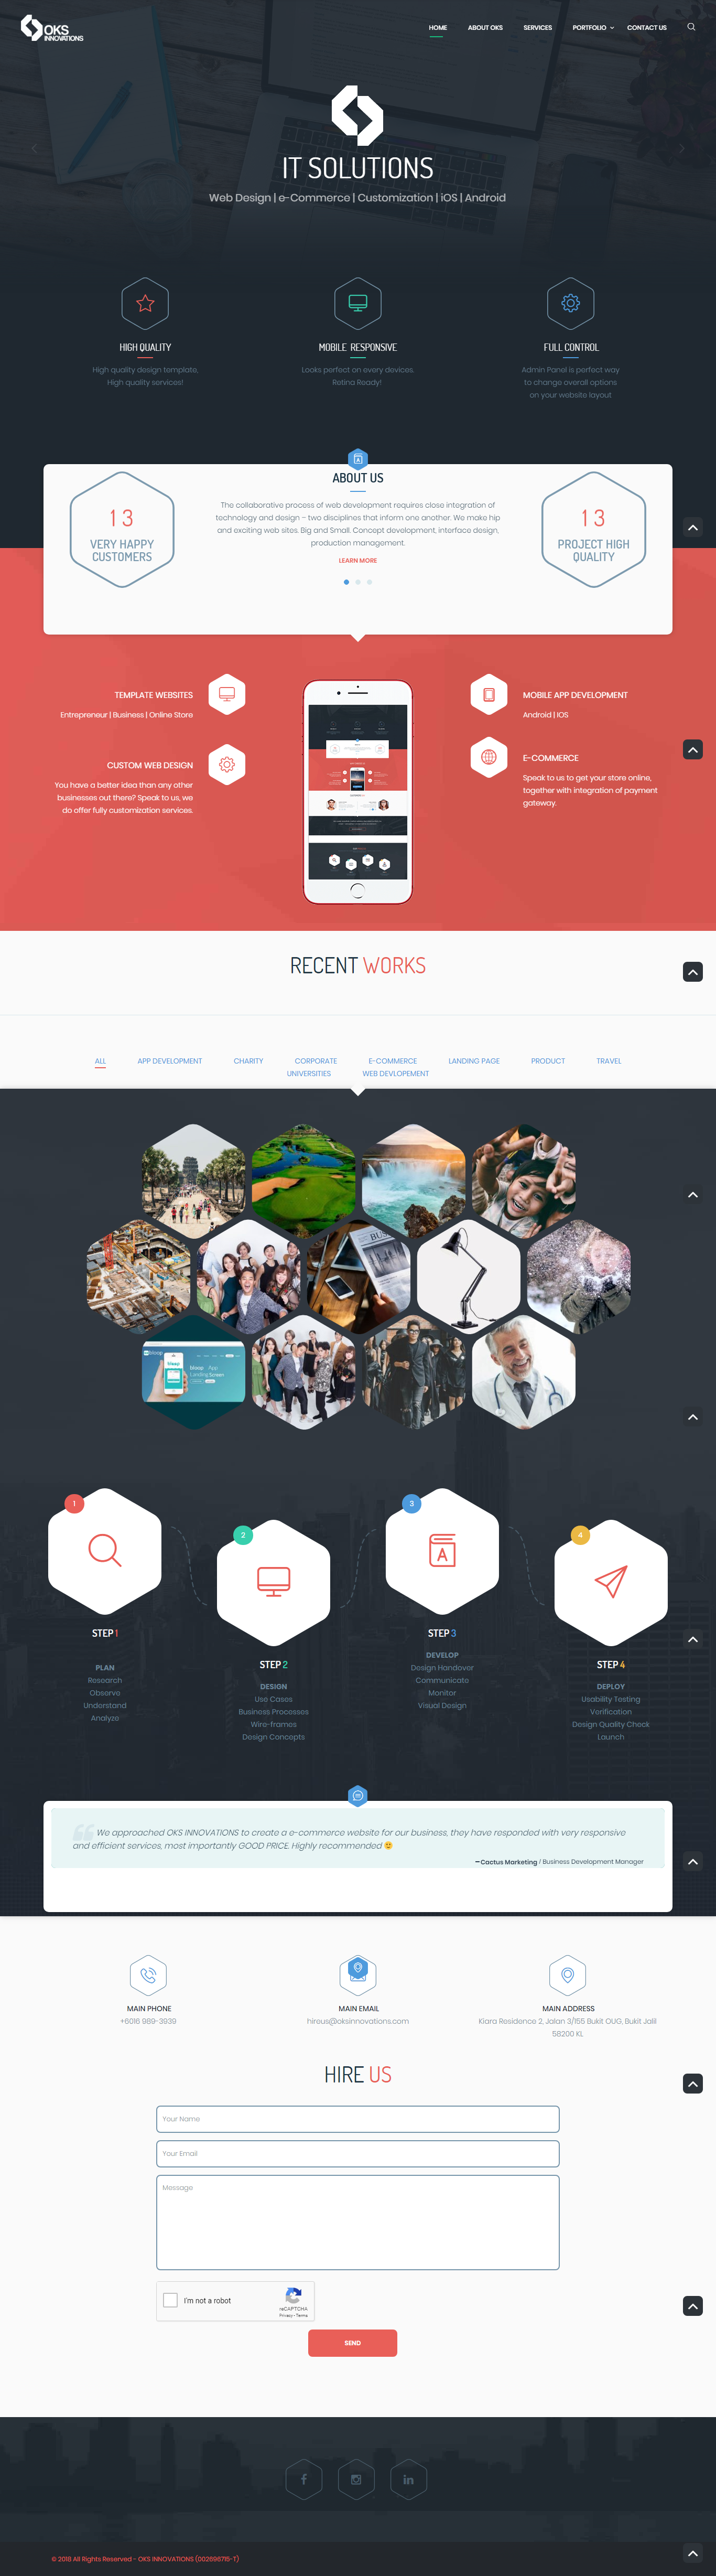 OKS
INNOVATIONS
HOME
ABOUT OKS
SERVICES
PORTFOLIO
CONTACT US
IT SOLUTIONS
Web Design | e-Commerce | Customization | iOS | Android
HIGH QUALITY
High quality design template,
High quality services!
MOBILE RESPONSIVE
Looks perfect on every devices.
Retina Ready!
FULL CONTROL
Admin Panel is perfect way
to change overall options
on your website layout
13
VERY HAPPY
CUSTOMERS
ABOUT US
The collaborative process of web development requires close integration of
technology and design – two disciplines that inform one another. We make hip
and exciting web sites. Big and Small. Concept development, interface design,
production management.
LEARN MORE
13
PROJECT HIGH
QUALITY
TEMPLATE WEBSITES
Entrepreneur | Business | Online Store
CUSTOM WEB DESIGN
You have a better idea than any other
businesses out there? Speak to us, we
do offer fully customization services.
MOBILE APP DEVELOPMENT
Android | IOS
E-COMMERCE
Speak to us to get your store online,
together with integration of payment
gateway.
RECENT WORKS
ALL
APP DEVELOPMENT
CHARITY
CORPORATE
E-COMMERCE
LANDING PAGE
PRODUCT
TRAVEL
UNIVERSITIES
WEB DEVLOPEMENT
bloop App
Landing Screen
1
STEP 1
PLAN
Research
Observe
Understand
Analyze
2
STEP 2
DESIGN
Use Cases
Business Processes
Wire-frames
Design Concepts
3
STEP 3
DEVELOP
Design Handover
Communicate
Monitor
Visual Design
4
STEP 4
DEPLOY
Usability Testing
Verification
Design Quality Check
Launch
We approached OKS INNOVATIONS to create a e-commerce website for our business, they have responded with very responsive
and efficient services, most importantly GOOD PRICE. Highly recommended 🙂
– Cactus Marketing / Business Development Manager
MAIN PHONE
+6016 989-3939
MAIN EMAIL
hireus@oksinnovations.com
MAIN ADDRESS
Kiara Residence 2, Jalan 3/155 Bukit OUG, Bukit Jalil
58200 KL
HIRE US
Your Name
Your Email
Message
I'm not a robot
reCAPTCHA
Privacy - Terms
SEND
© 2018 All Rights Reserved - OKS INNOVATIONS (002696715-T)